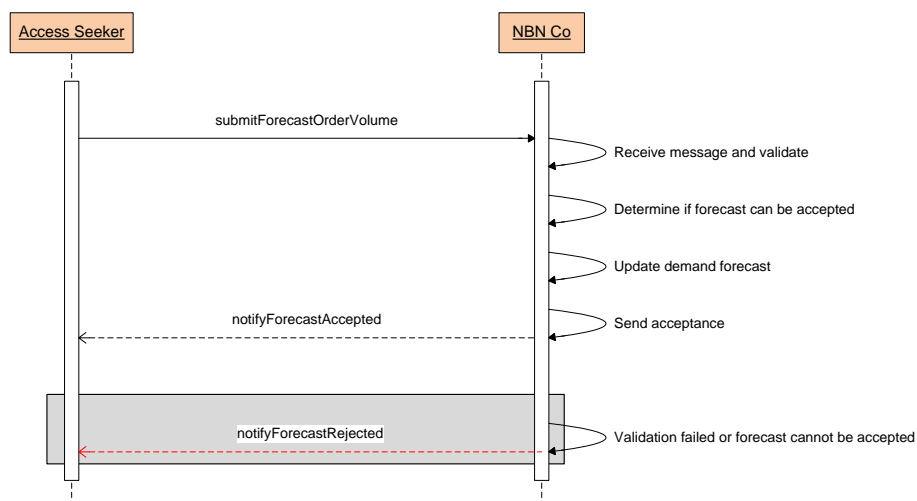 Access Seeker
NBN Co
submitForecastOrderVolume
Receive message and validate
Determine if forecast can be accepted
Update demand forecast
notifyForecastAccepted
Send acceptance
notifyForecastRejected
Validation failed or forecast cannot be accepted